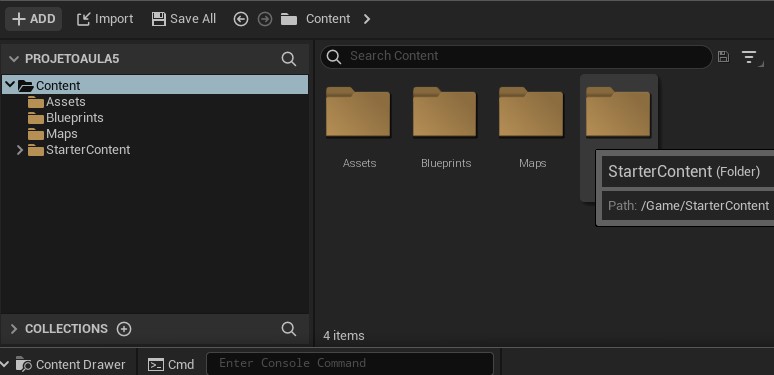 ADD Import Save All Content
PROJETOAULA5
Search Content
Content
Assets
Blueprints
Maps
StarterContent
Assets Blueprints Maps
StarterContent (Folder)
Path: /Game/StarterContent
COLLECTIONS
4 items
Content Drawer Cmd Enter Console Command